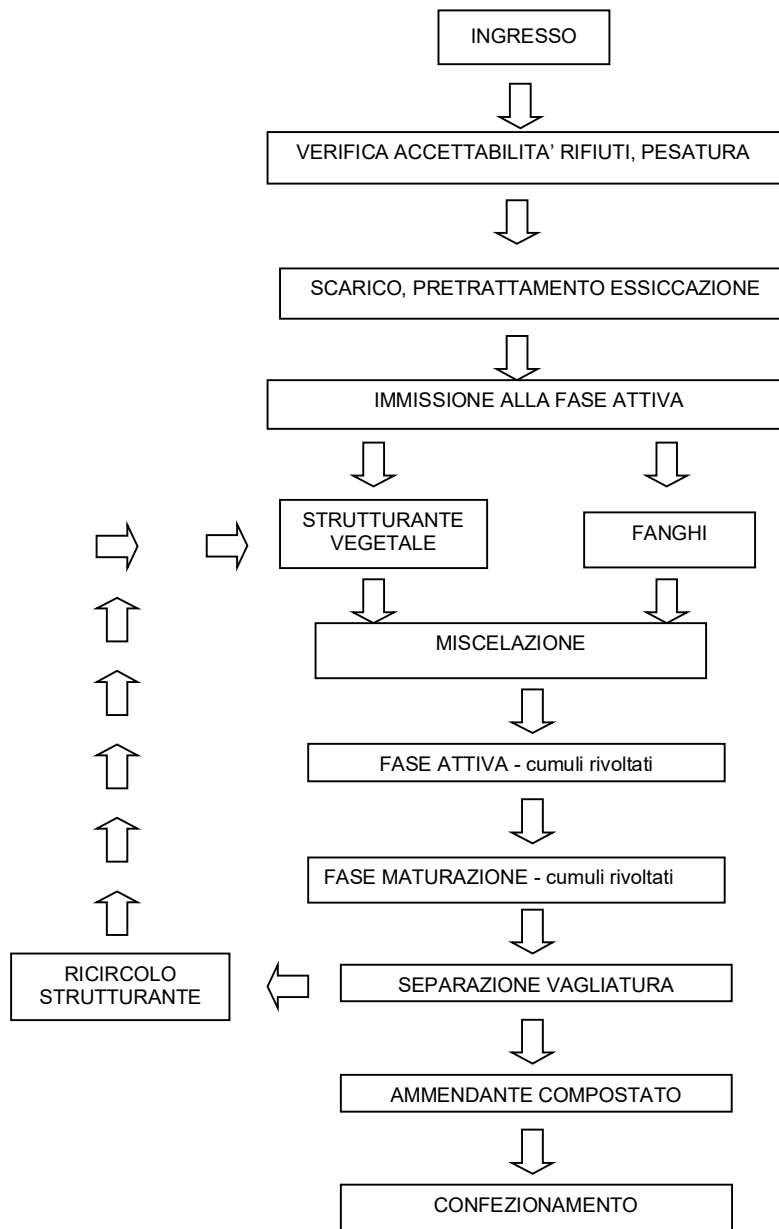 INGRESSO
VERIFICA ACCETTABILITA’ RIFIUTI, PESATURA
SCARICO, PRETRATTAMENTO ESSICCAZIONE
IMMISSIONE ALLA FASE ATTIVA
STRUTTURANTE
VEGETALE
FANGHI
MISCELAZIONE
FASE ATTIVA - cumuli rivoltati
FASE MATURAZIONE - cumuli rivoltati
RICIRCOLO
STRUTTURANTE
SEPARAZIONE VAGLIATURA
AMMENDANTE COMPOSTATO
CONFEZIONAMENTO